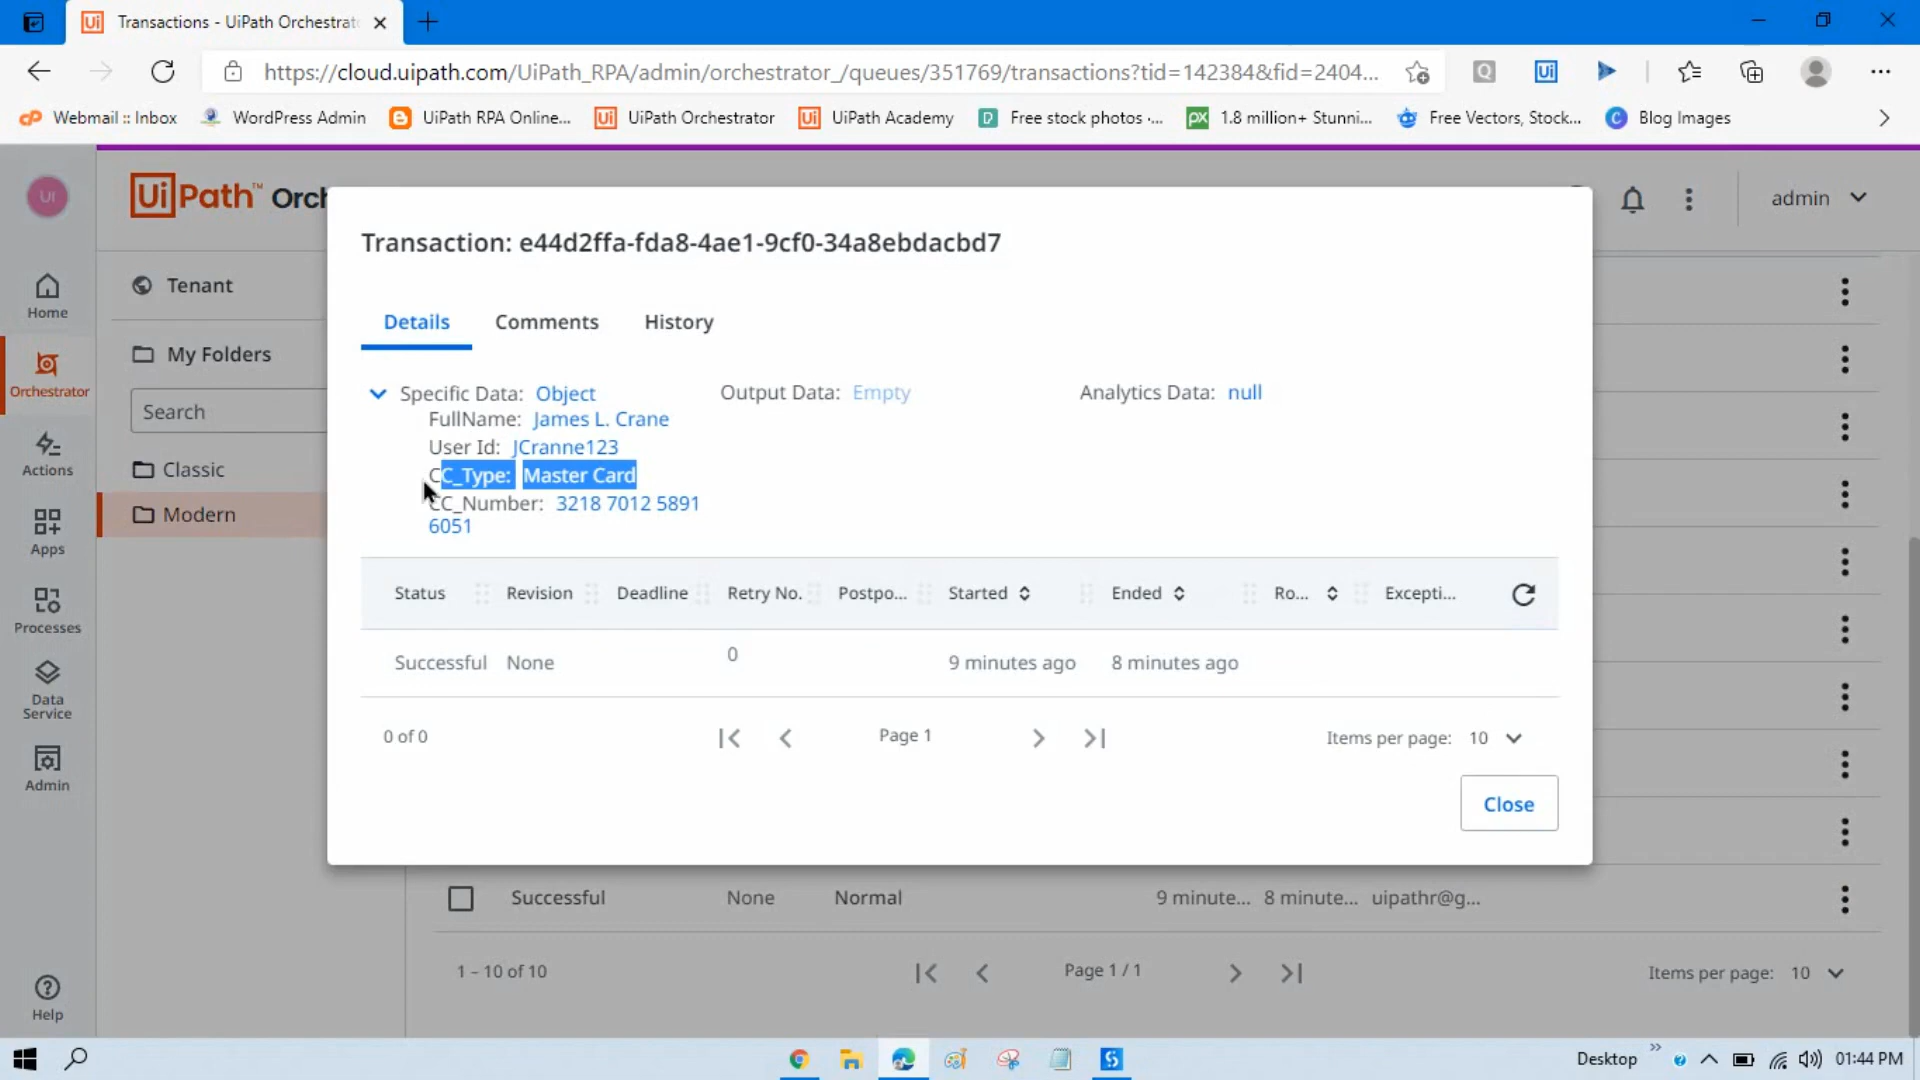 Transactions - UiPath Orchestrat
https://cloud.uipath.com/UiPath_RPA/admin/orchestrator_/queues/351769/transactions?tid=142384&fid=2404...
Webmail :: Inbox
WordPress Admin
UiPath RPA Online...
UiPath Orchestrator
UiPath Academy
Free stock photos ·...
1.8 million+ Stunni...
Free Vectors, Stock...
Blog Images
UI
UiPath™ Orch
admin
Home
Orchestrator
Actions
Apps
Processes
Data Service
Admin
Help
Tenant
My Folders
Search
Classic
Modern
Transaction: e44d2ffa-fda8-4ae1-9cf0-34a8ebdacbd7
Details Comments History
Specific Data: Object
FullName: James L. Crane
User Id: JCranne123
CC_Type: Master Card
CC_Number: 3218 7012 5891
6051
Output Data: Empty
Analytics Data: null
Status Revision Deadline Retry No. Postpo... Started Ended Ro... Excepti...
Successful None 0 9 minutes ago 8 minutes ago
0 of 0 Page 1 Items per page: 10
Close
Successful None Normal 9 minute... 8 minute... uipathr@g...
1 – 10 of 10 Page 1 / 1 Items per page: 10
Desktop 01:44 PM